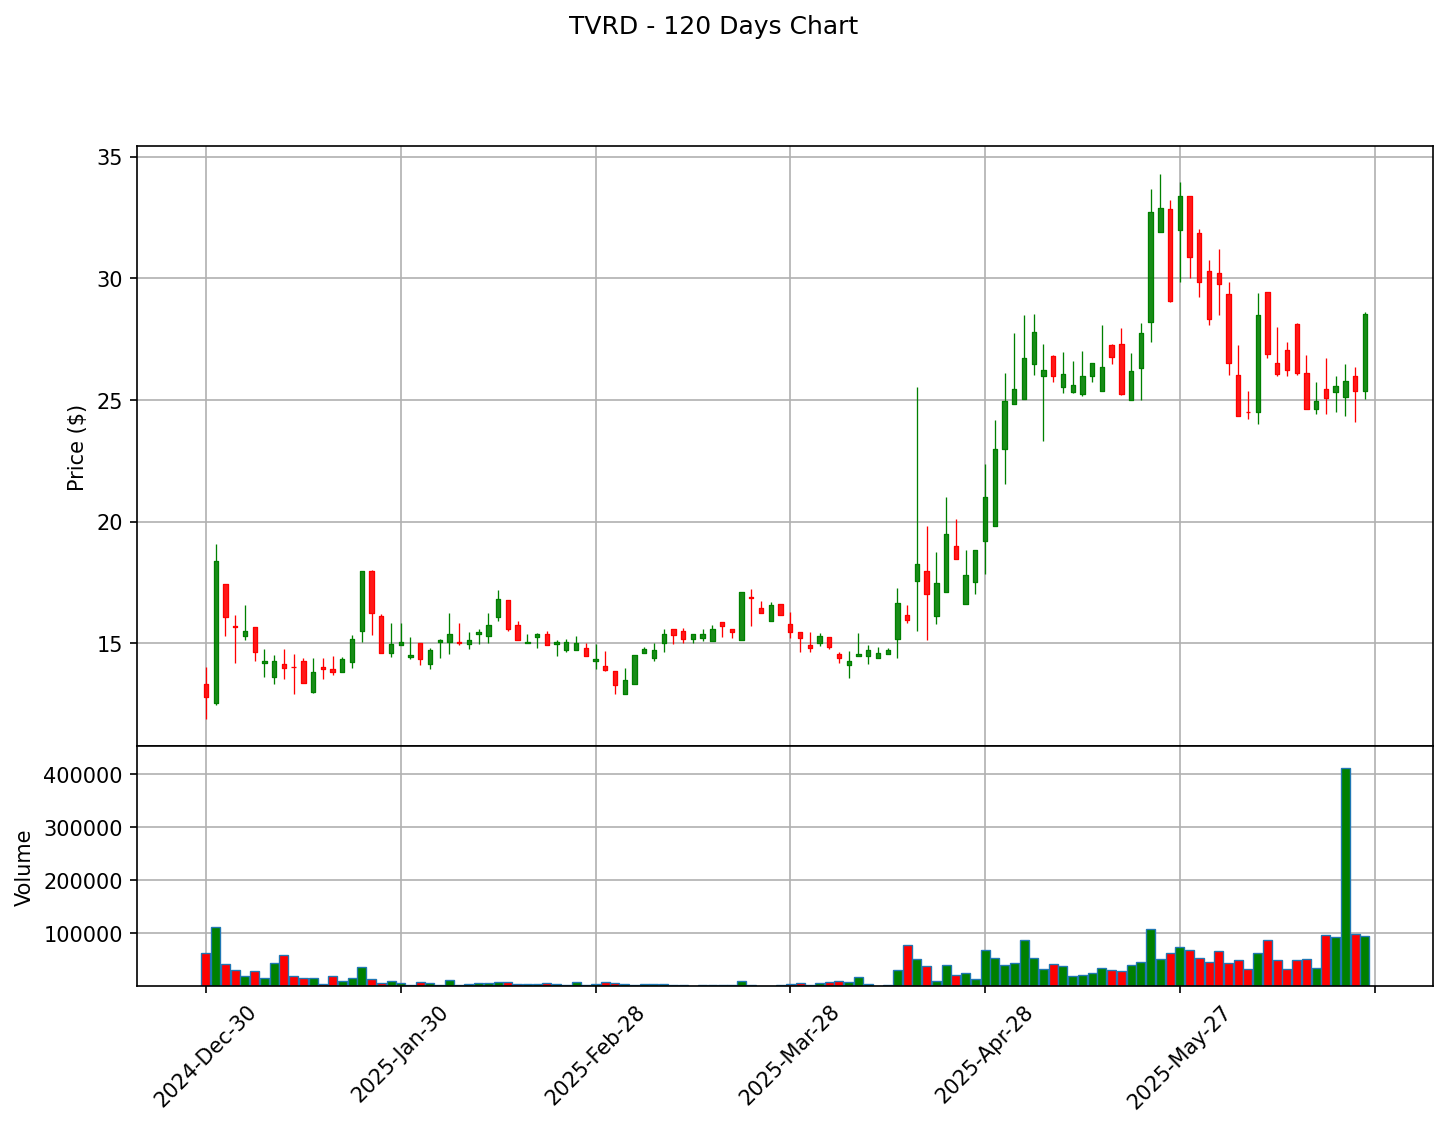 TVRD - 120 Days Chart
35
30
25
20
15
Price ($)
400000
300000
200000
100000
Volume
2024-Dec-30
2025-Jan-30
2025-Feb-28
2025-Mar-28
2025-Apr-28
2025-May-27